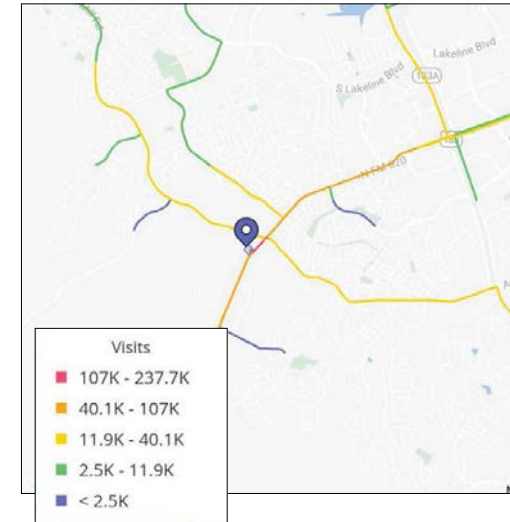 Lakeline Blvd
S Lakeline Blvd
183A
N FM 620
Visits
107K - 237.7K
40.1K - 107K
11.9K - 40.1K
2.5K - 11.9K
< 2.5K